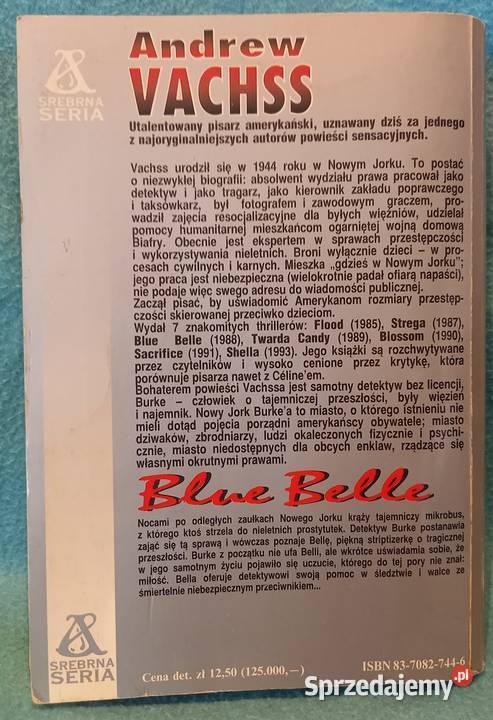 SREBRNA
SERIA
Andrew
VACHSS
Utalentowany pisarz amerykański, uznawany dziś za jednego
z najoryginalniejszych autorów powieści sensacyjnych.
Vachss urodził się w 1944 roku w Nowym Jorku. To postać
o niezwykłej biografii: absolwent wydziału prawa pracował jako
detektyw i jako tragarz, jako kierownik zakładu poprawczego
i taksówkarz, był fotografem i zawodowym graczem, pro-
wadził zajęcia resocjalizacyjne dla byłych więźniów, udzielał
pomocy humanitarnej mieszkańcom ogarniętej wojną domową
Biafry. Obecnie jest ekspertem w sprawach przestępczości
i wykorzystywania nieletnich. Broni wyłącznie dzieci – w pro-
cesach cywilnych i karnych. Mieszka „gdzieś w Nowym Jorku";
jego praca jest niebezpieczna (wielokrotnie padał ofiarą napaści),
nie podaje więc swego adresu do wiadomości publicznej.
Zaczął pisać, by uświadomić Amerykanom rozmiary przestęp-
czości skierowanej przeciwko dzieciom.
Wydał 7 znakomitych thrillerów: Flood (1985), Strega (1987),
Blue Belle (1988), Twarda Candy (1989), Blossom (1990),
Sacrifice (1991), Shella (1993). Jego książki są rozchwytywane
przez czytelników i wysoko cenione przez krytykę, która
porównuje pisarza nawet z Céline'em.
Bohaterem powieści Vachssa jest samotny detektyw bez licencji,
Burke – człowiek o tajemniczej przeszłości, były więzień
i najemnik. Nowy Jork Burke'a to miasto, o którego istnieniu nie
mieli dotąd pojęcia porządni amerykańscy obywatele; miasto
dziwaków, zbrodniarzy, ludzi okaleczonych fizycznie i psychi-
cznie, miasto niedostępnych dla obcych enklaw, rządzące się
własnymi okrutnymi prawami.
Blue Belle
Nocami po odległych zaułkach Nowego Jorku krąży tajemniczy mikrobus,
z którego ktoś strzela do nieletnich prostytutek. Detektyw Burke postanawia
zająć się tą sprawą i wówczas poznaje Bellę, piękną striptizerkę o tragicznej
przeszłości. Burke z początku nie ufa Belli, ale wkrótce uświadamia sobie, że
w jego samotnym życiu pojawiło się uczucie, którego do tej pory nie znał:
miłość. Bella oferuje detektywowi swoją pomoc w śledztwie i walce ze
śmiertelnie niebezpiecznym przeciwnikiem...
SREBRNA
SERIA
Cena det. zł 12,50 (125.000,—)
ISBN 83-7082-744-6
Sprzedajemy.pl